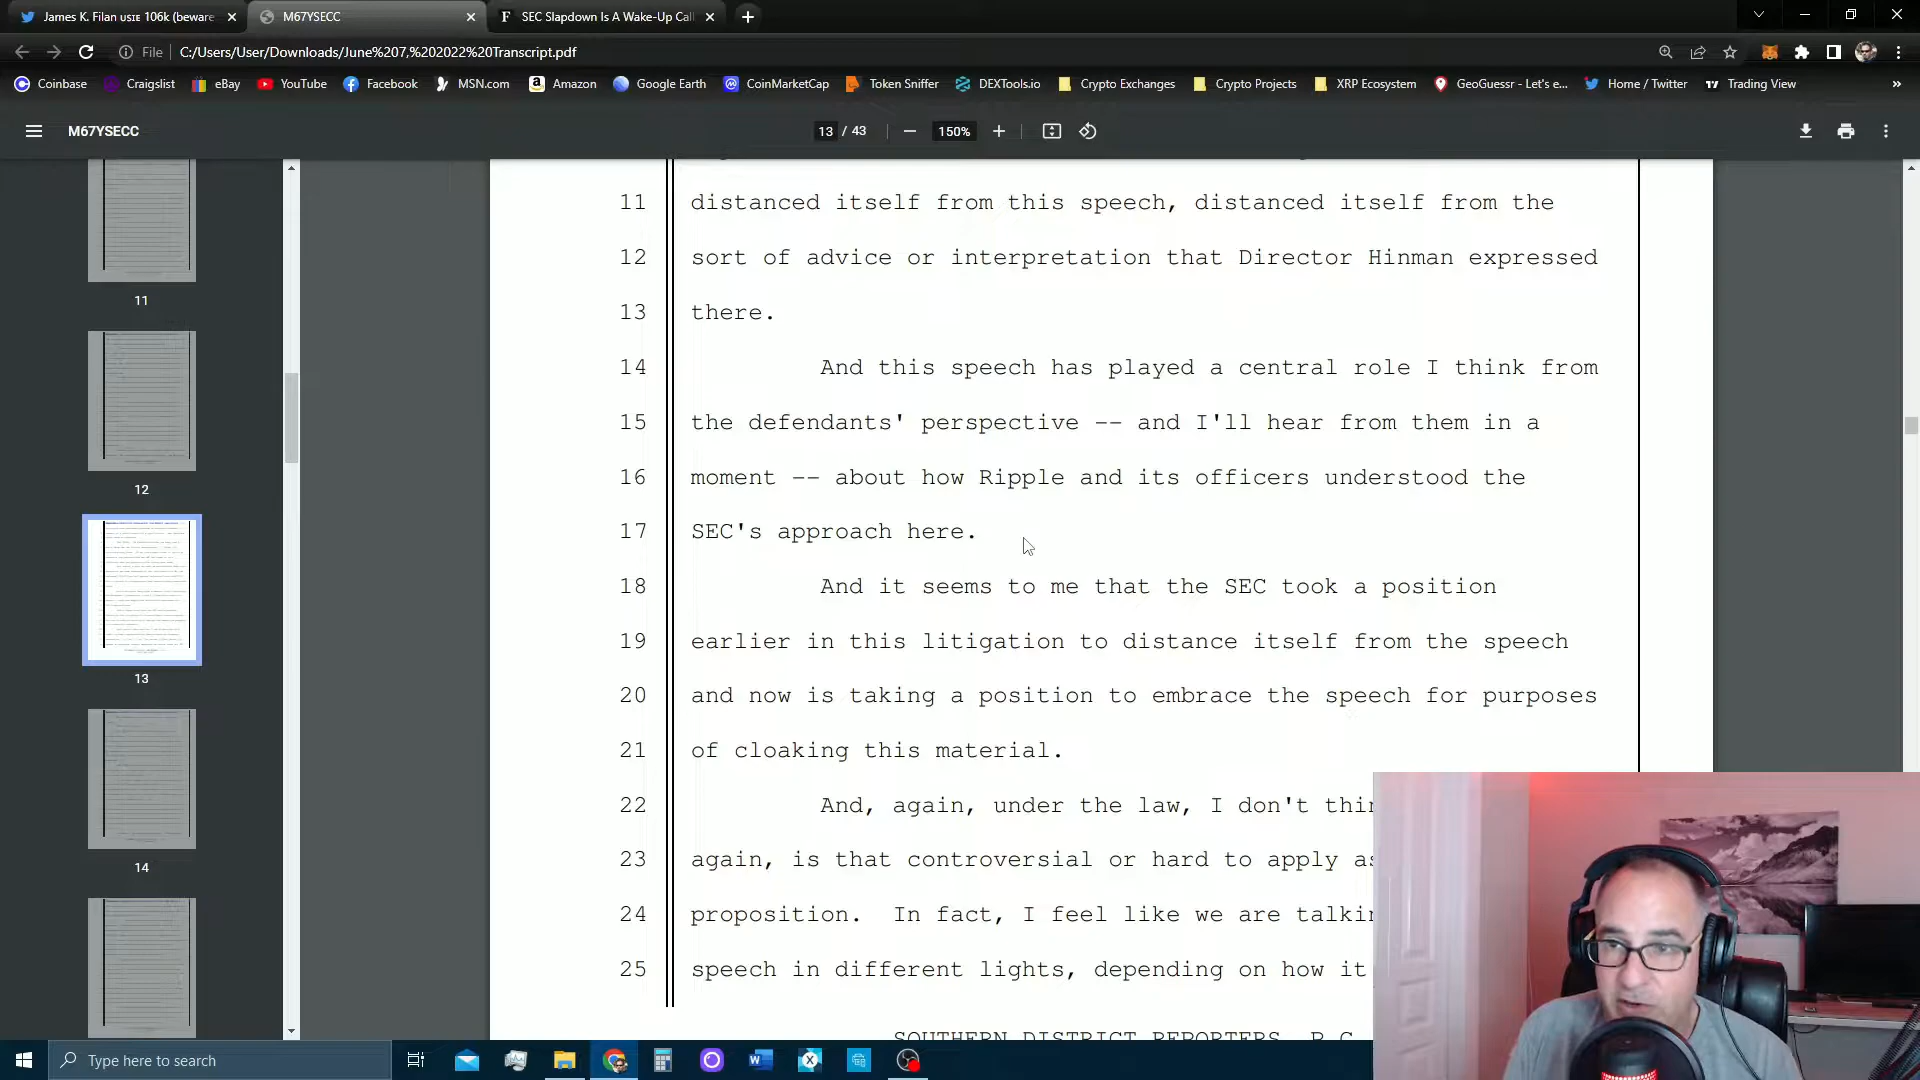 James K. Filan
M67YSECC
SEC Slapdown Is A Wake-Up Cal
File
C:/Users/User/Downloads/June%207,%202022%20Transcript.pdf
Coinbase
Craigslist
eBay
YouTube
Facebook
MSN.com
Amazon
Google Earth
CoinMarketCap
Token Sniffer
DEXTools.io
Crypto Exchanges
Crypto Projects
XRP Ecosystem
GeoGuessr - Let's e...
Home / Twitter
Trading View
»
M67YSECC
13 / 43
150%
11
12
13
14
11 distanced itself from this speech, distanced itself from the
12 sort of advice or interpretation that Director Hinman expressed
13 there.
14 And this speech has played a central role I think from
15 the defendants' perspective -- and I'll hear from them in a
16 moment -- about how Ripple and its officers understood the
17 SEC's approach here.
18 And it seems to me that the SEC took a position
19 earlier in this litigation to distance itself from the speech
20 and now is taking a position to embrace the speech for purposes
21 of cloaking this material.
22 And, again, under the law, I don't thin
23 again, is that controversial or hard to apply as
24 proposition. In fact, I feel like we are talkin
25 speech in different lights, depending on how it
SOUTHERN DISTRICT REPORTERS, P.C.
Type here to search